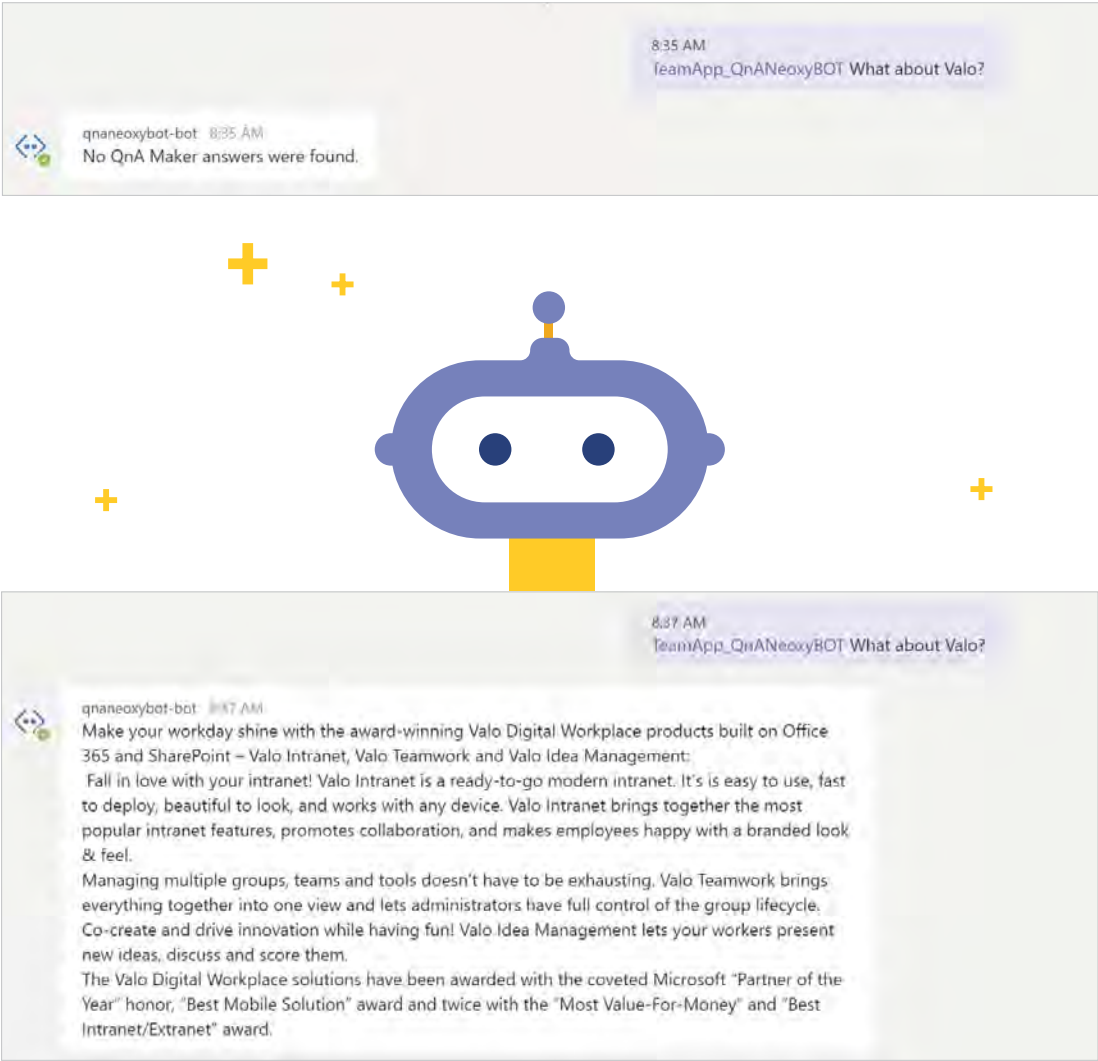 8:35 AM
TeamApp_QnANeoxyBOT What about Valo?
qnaneoxybot-bot 8:35 AM
No QnA Maker answers were found.
8:37 AM
TeamApp_QnANeoxyBOT What about Valo?
qnaneoxybot-bot 8:37 AM
Make your workday shine with the award-winning Valo Digital Workplace products built on Office
365 and SharePoint – Valo Intranet, Valo Teamwork and Valo Idea Management:
Fall in love with your intranet! Valo Intranet is a ready-to-go modern intranet. It's is easy to use, fast
to deploy, beautiful to look, and works with any device. Valo Intranet brings together the most
popular intranet features, promotes collaboration, and makes employees happy with a branded look
& feel.
Managing multiple groups, teams and tools doesn't have to be exhausting. Valo Teamwork brings
everything together into one view and lets administrators have full control of the group lifecycle.
Co-create and drive innovation while having fun! Valo Idea Management lets your workers present
new ideas, discuss and score them.
The Valo Digital Workplace solutions have been awarded with the coveted Microsoft "Partner of the
Year" honor, "Best Mobile Solution" award and twice with the "Most Value-For-Money" and "Best
Intranet/Extranet" award.